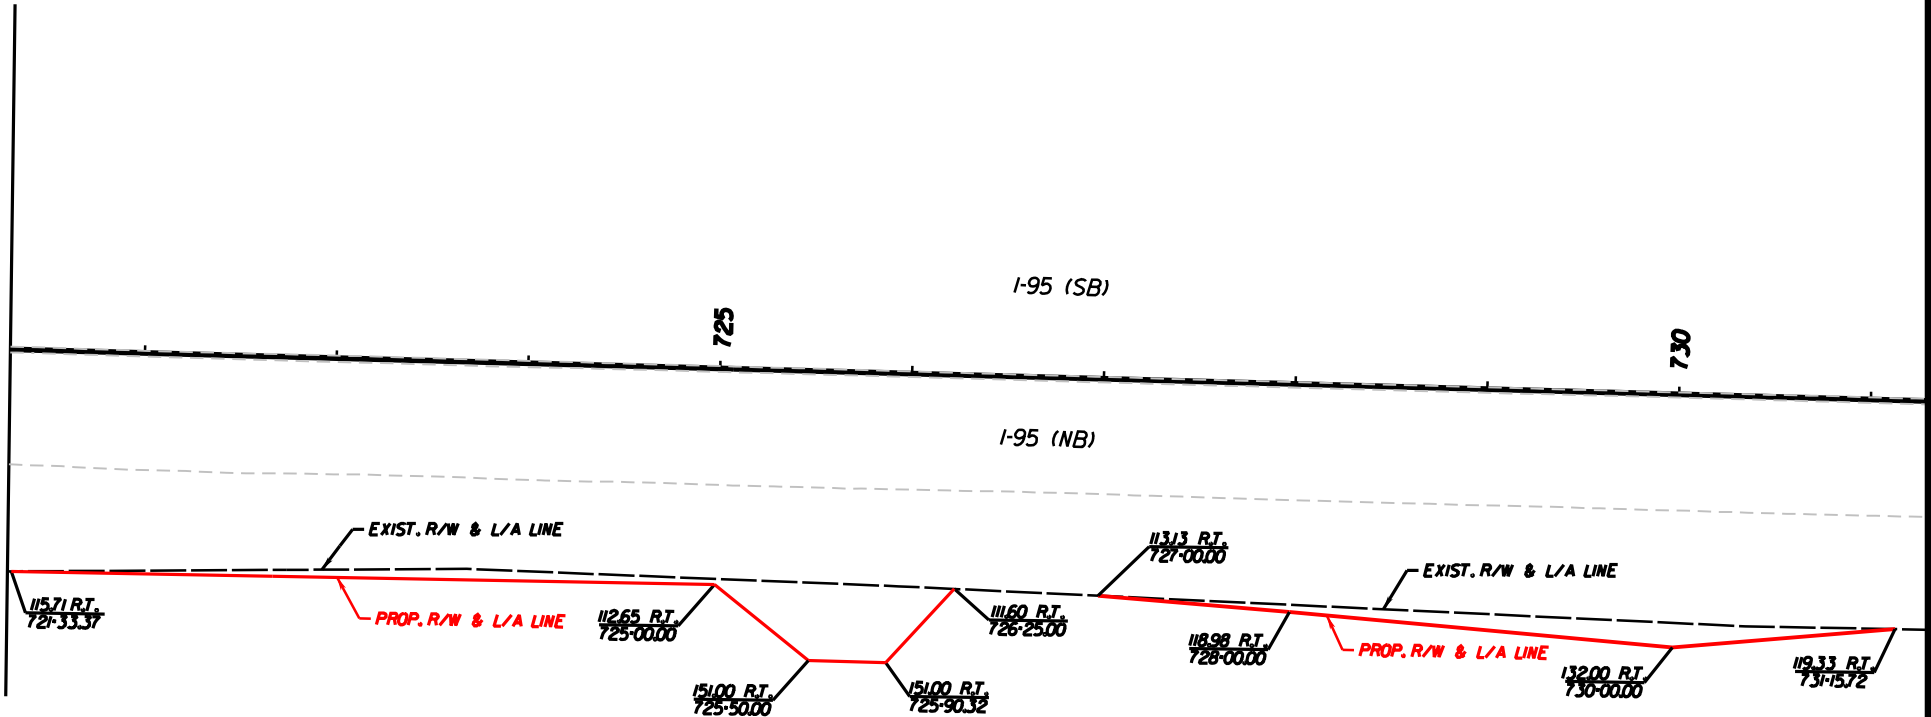 725
730
I-95 (SB)
I-95 (NB)
EXIST. R/W & L/A LINE
113.13 R.T.
727+00.00
EXIST. R/W & L/A LINE
115.71 R.T.
721+33.37
PROP. R/W & L/A LINE
112.65 R.T.
725+00.00
111.60 R.T.
726+25.00
118.98 R.T.
728+00.00
PROP. R/W & L/A LINE
132.00 R.T.
730+00.00
119.33 R.T.
731+15.72
151.00 R.T.
725+50.00
151.00 R.T.
725+90.32